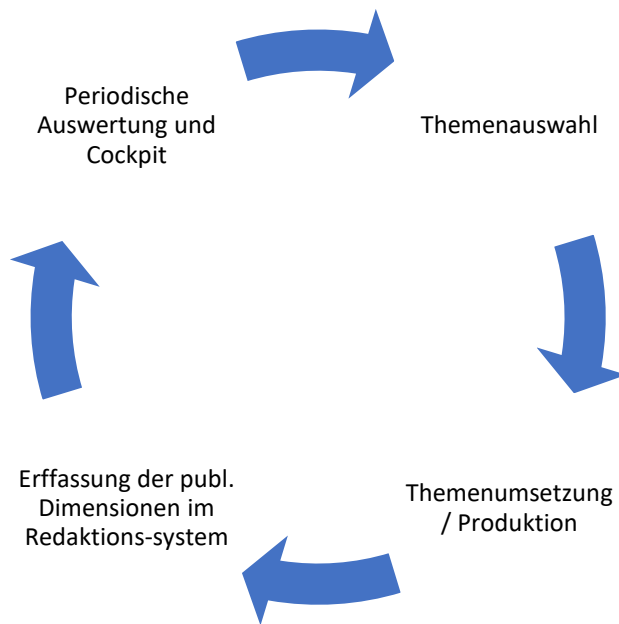 Periodische
Auswertung und
Cockpit
Themenauswahl
Erffassung der publ.
Dimensionen im
Redaktions-system
Themenumsetzung
/ Produktion